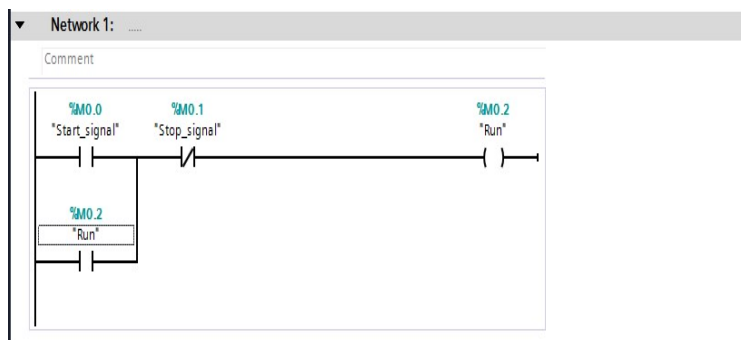 Network 1: .....
Comment
%M0.0 %M0.1 %M0.2
"Start_signal" "Stop_signal" "Run"
%M0.2
"Run"